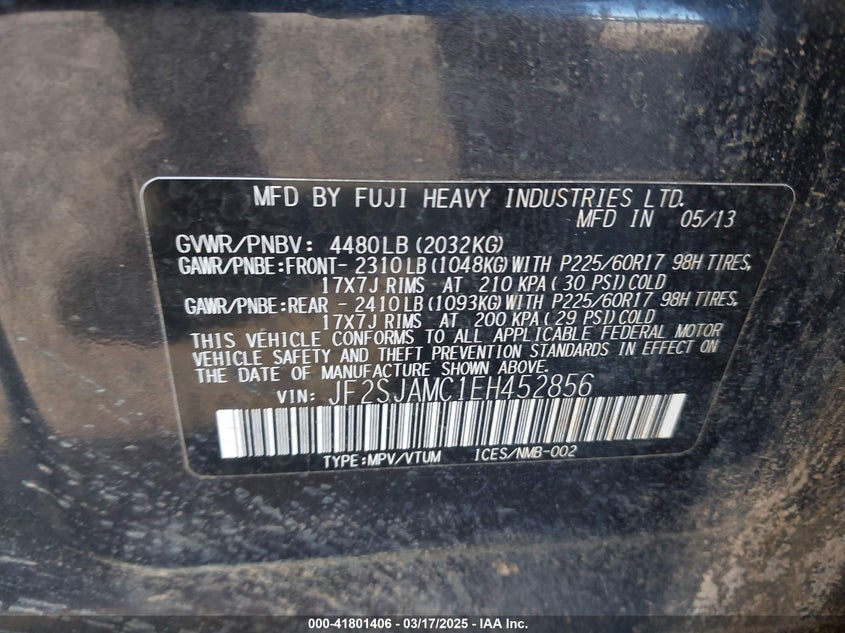 MFD BY FUJI HEAVY INDUSTRIES LTD.
MFD IN 05/13
GVWR/PNBV: 4480LB(2032KG)
GAWR/PNBE:FRONT- 2310LB(1048KG)WITH P225/60R17 98H TIRES,
17X7J RIMS - AT 210 KPA( 30 PSI)COLD
GAWR/PNBE:REAR - 2410LB(1093KG)WITH P225/60R17 98H TIRES,
17X7J RIMS - AT 200 KPA(29 PSI)COLD
THIS VEHICLE CONFORMS TO ALL APPLICABLE FEDERAL MOTOR
VEHICLE SAFETY AND THEFT PREVENTION STANDARDS IN EFFECT ON
THE DATE OF MANUFACTURE SHOWN ABOVE.
VIN: JF2SJAMC1EH452856
TYPE:MPV/VTUM ICES/NMB-002
000-41801406 - 03/17/2025 - IAA Inc.